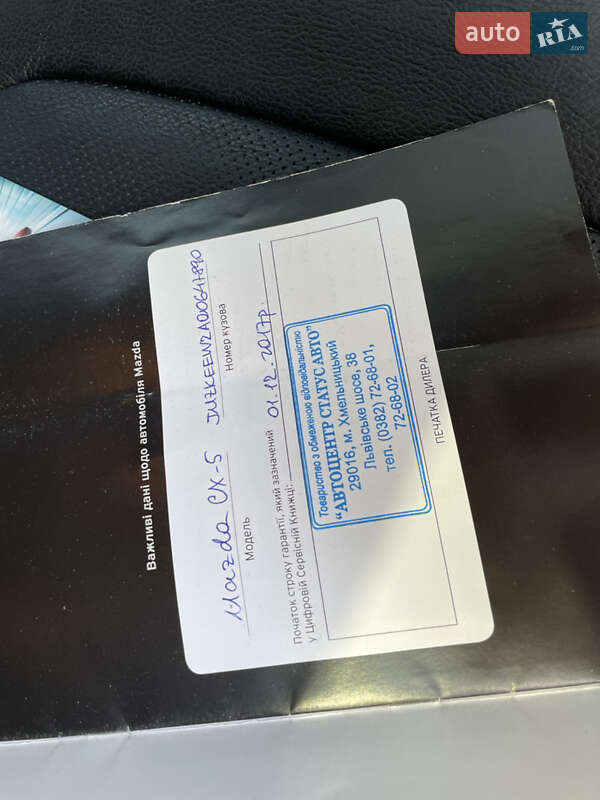 auto RIA.com
Важливі дані щодо автомобіля Mazda
Mazda CX-5 JMZKEEW2A00647890
Модель Номер кузова
Початок строку гарантії, який зазначений
у Цифровій Сервісній Книжці: 01.12.2017р.
Товариство з обмеженою відповідальністю
“АВТОЦЕНТР СТАТУС АВТО”
29016, м. Хмельницький
Львівське шосе, 38
тел. (0382) 72-68-01,
72-68-02
ПЕЧАТКА ДИЛЕРА